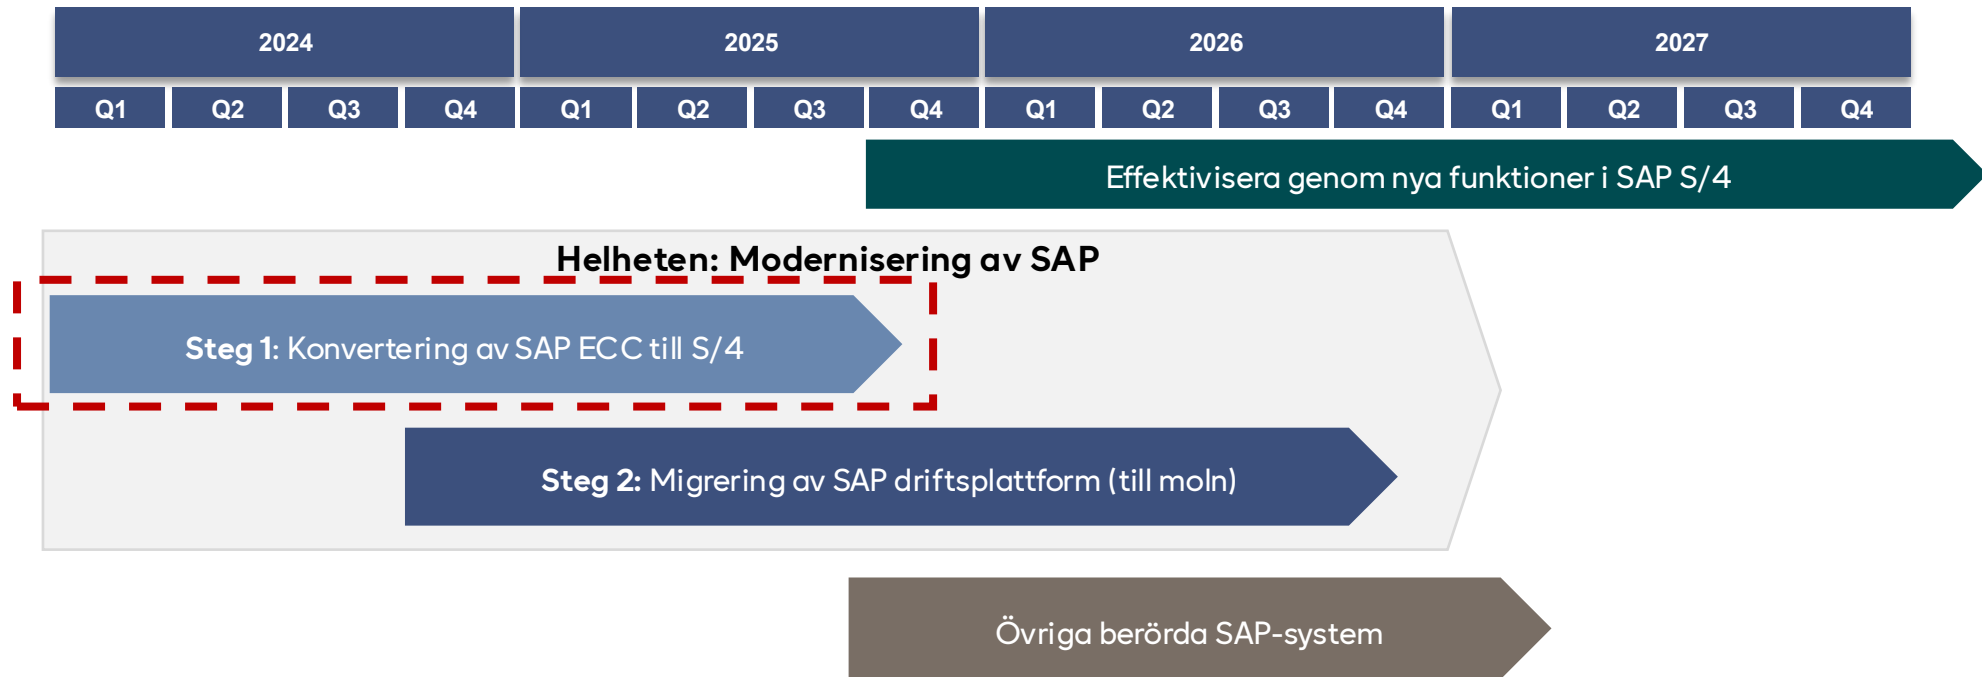 2024 2025 2026 2027
Q1 Q2 Q3 Q4 Q1 Q2 Q3 Q4 Q1 Q2 Q3 Q4 Q1 Q2 Q3 Q4
Effektivisera genom nya funktioner i SAP S/4
Helheten: Modernisering av SAP
Steg 1: Konvertering av SAP ECC till S/4
Steg 2: Migrering av SAP driftsplattform (till moln)
Övriga berörda SAP-system